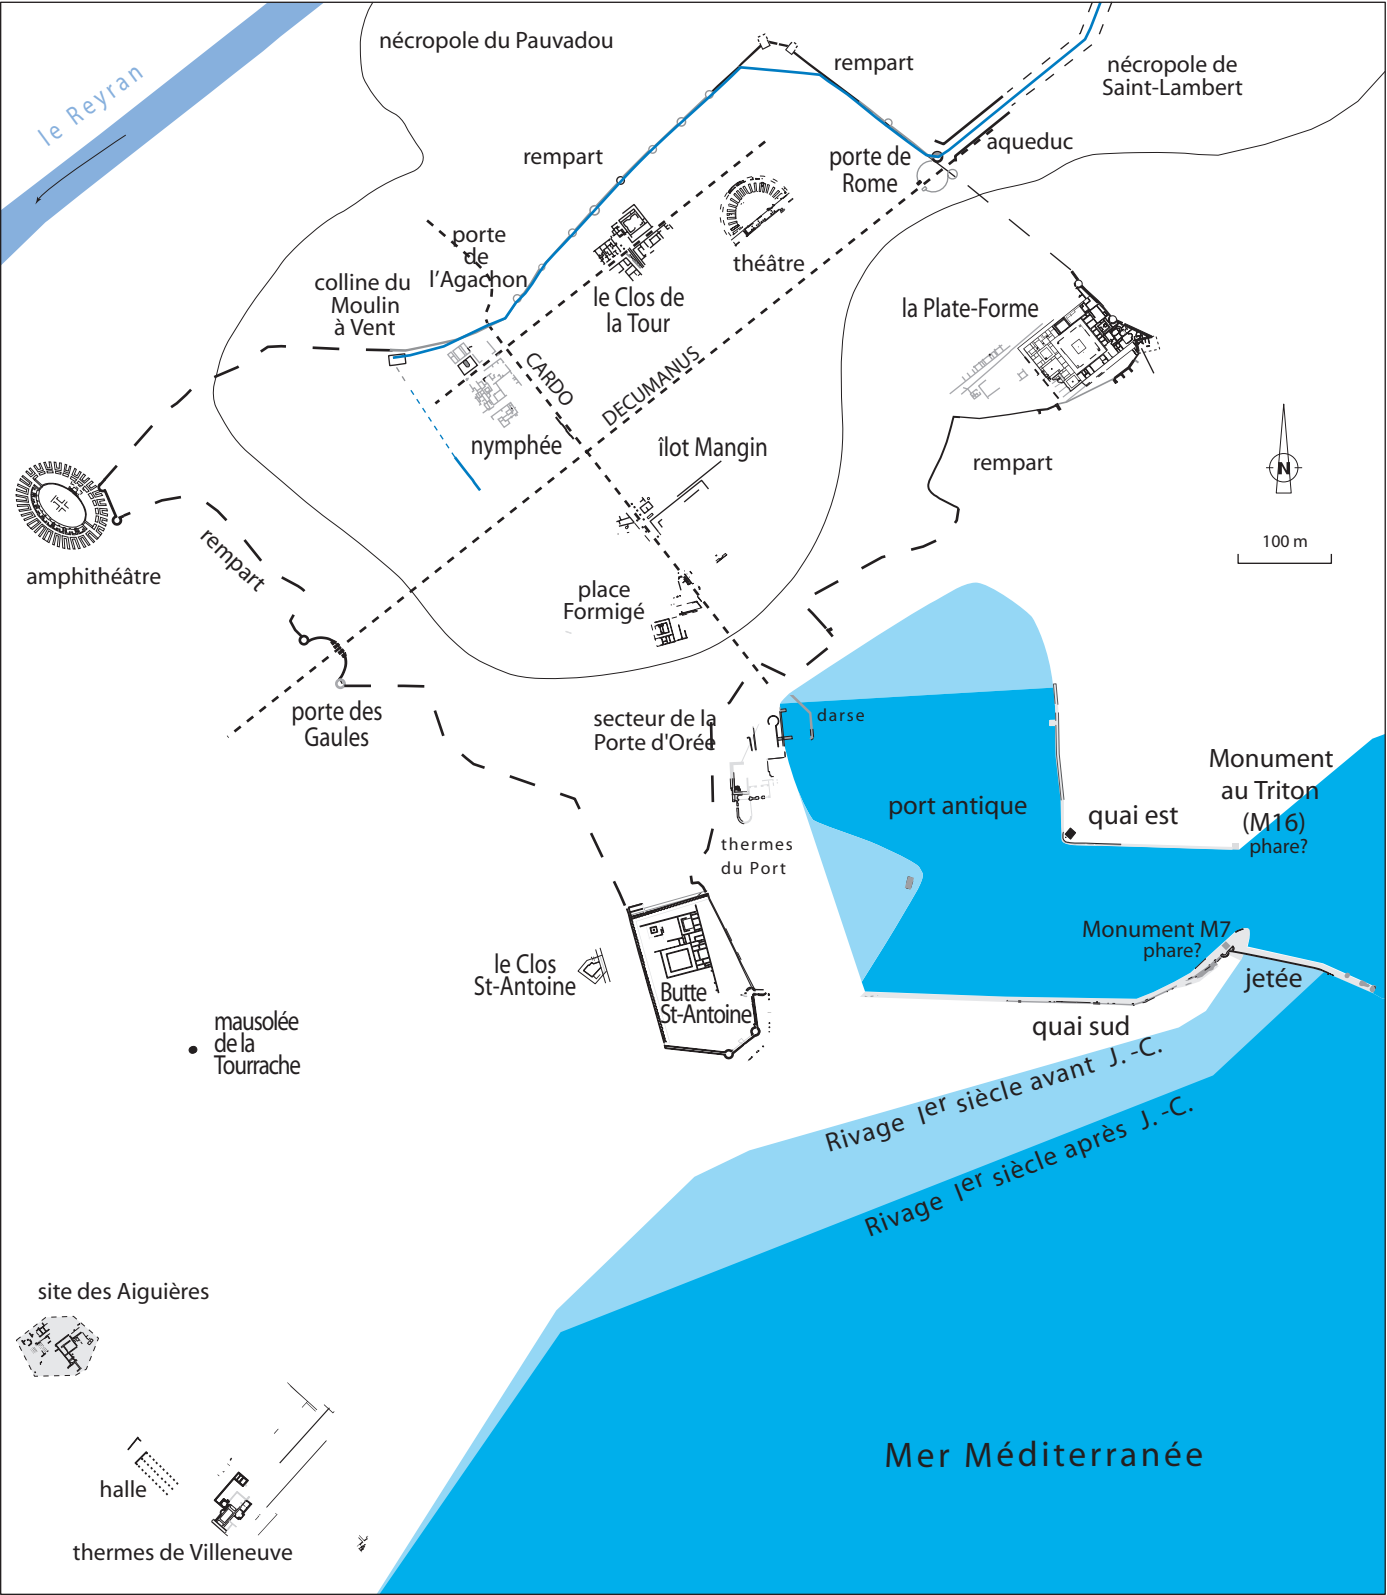 nécropole du Pauvadou
le Reyran
rempart
nécropole de
Saint-Lambert
rempart
aqueduc
porte de
Rome
porte
de
l'Agachon
théâtre
colline du
Moulin
à Vent
le Clos de
la Tour
la Plate-Forme
CARDO
DECUMANUS
nymphée
îlot Mangin
rempart
N
100 m
amphithéâtre
rempart
place
Formigé
porte des
Gaules
secteur de la
Porte d'Orée
darse
port antique
quai est
Monument
au Triton
(M16)
phare?
thermes
du Port
Monument M7
phare?
jetée
le Clos
St-Antoine
Butte
St-Antoine
quai sud
mausolée
de la
Tourrache
Rivage Ier siècle avant J.-C.
Rivage Ier siècle après J.-C.
site des Aiguières
Mer Méditerranée
halle
thermes de Villeneuve